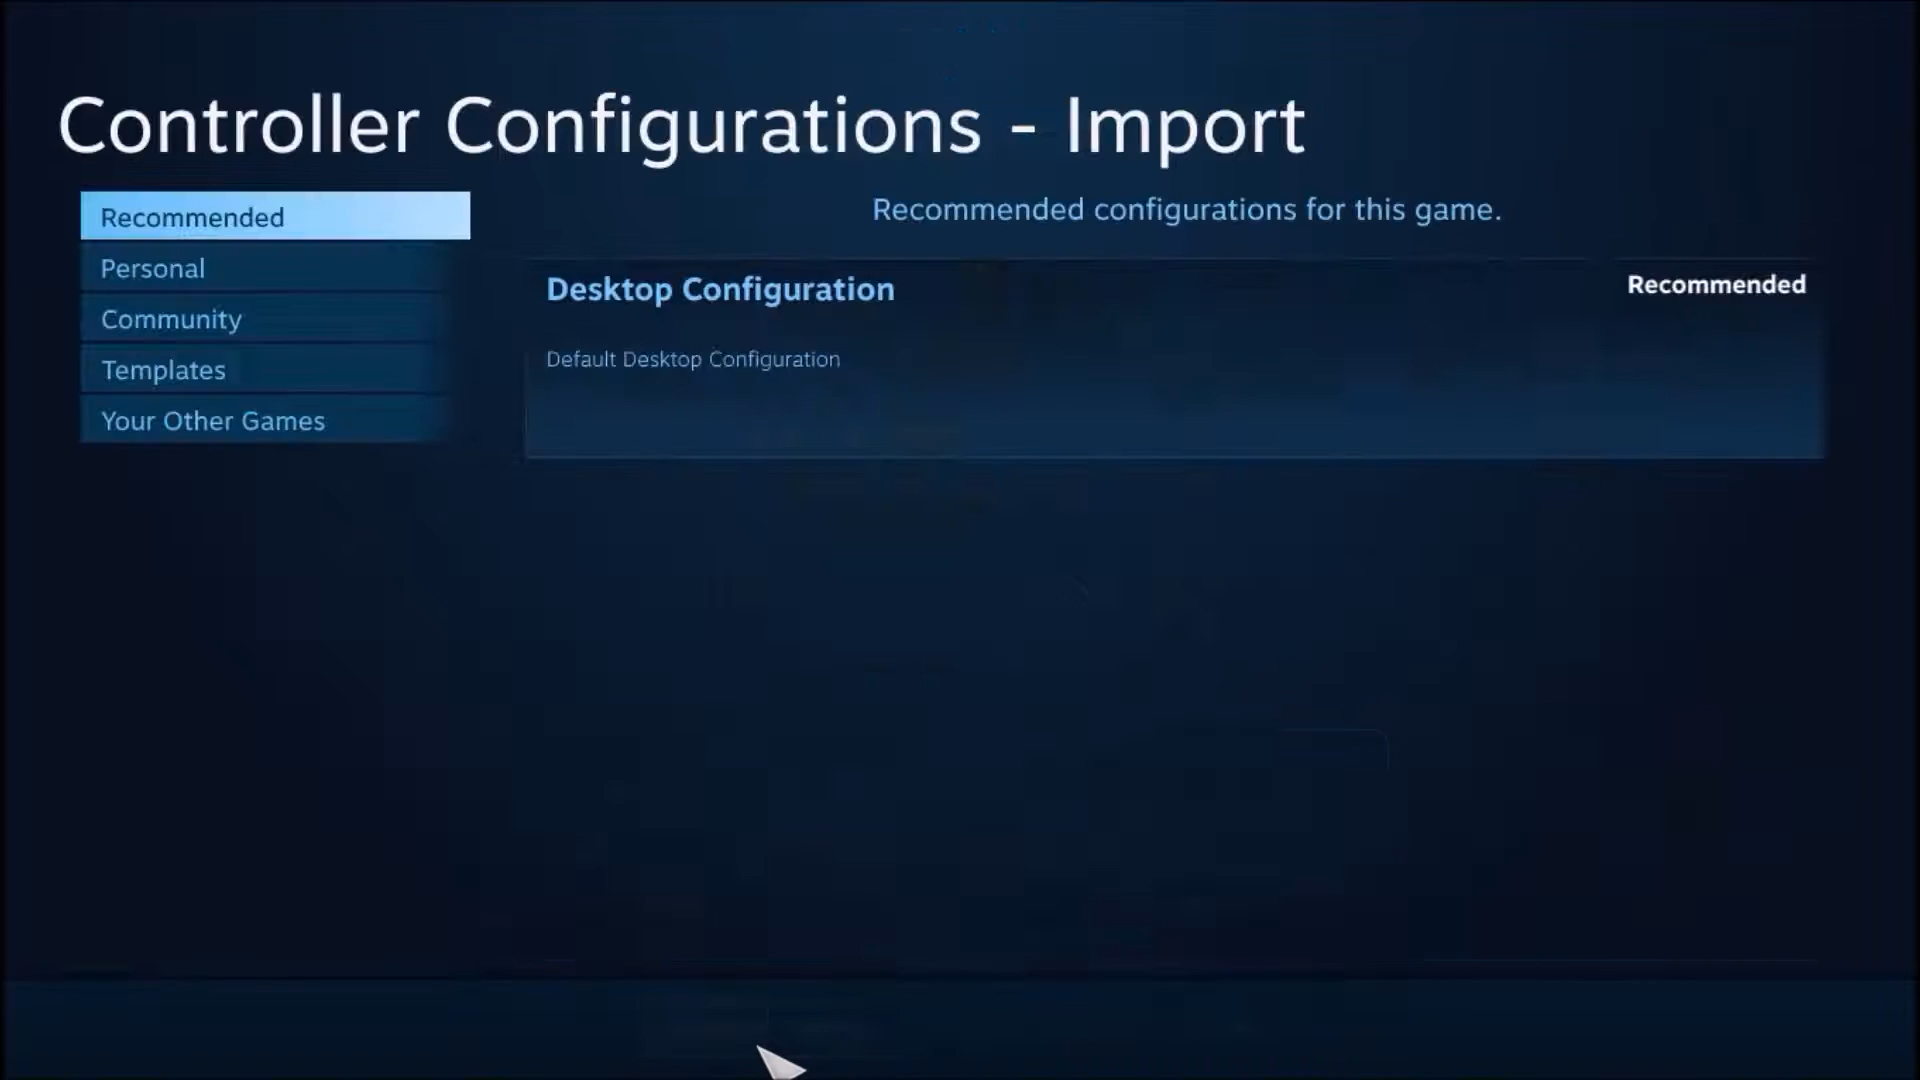 Controller Configurations - Import
Recommended
Personal
Community
Templates
Your Other Games
Recommended configurations for this game.
Desktop Configuration
Recommended
Default Desktop Configuration